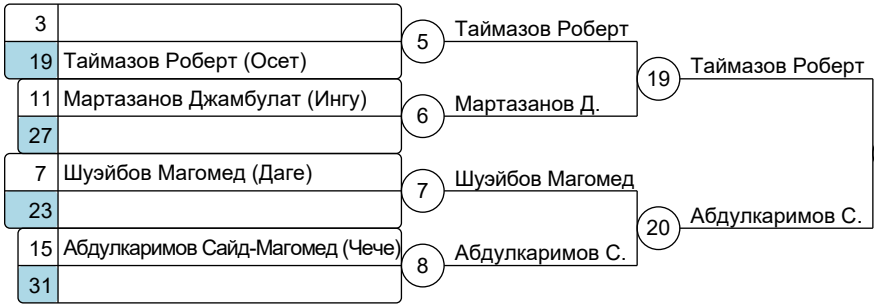 3
19 Таймазов Роберт (Осет)
11 Мартазанов Джамбулат (Ингу)
27
7 Шуэйбов Магомед (Даге)
23
15 Абдулкаримов Сайд-Магомед (Чече)
31
5 Таймазов Роберт
6 Мартазанов Д.
7 Шуэйбов Магомед
8 Абдулкаримов С.
19 Таймазов Роберт
20 Абдулкаримов С.